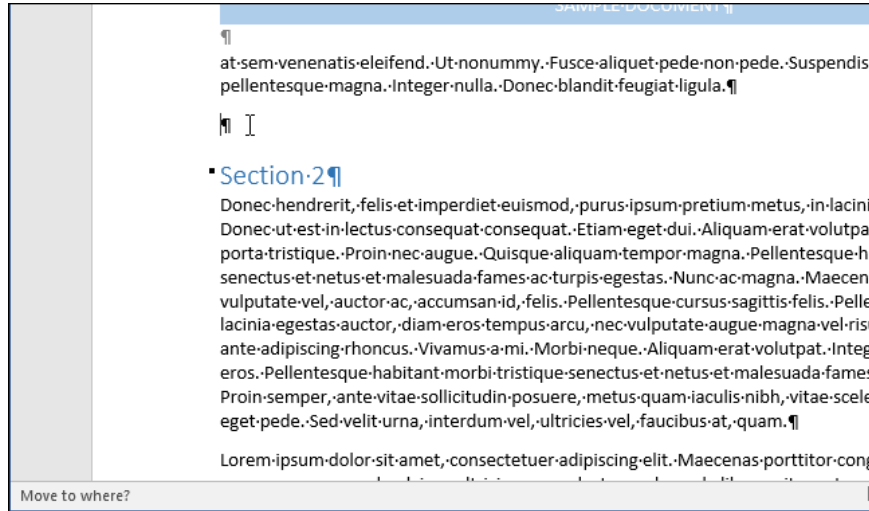 SAMPLE·DOCUMENT¶
¶
at·sem·venenatis·eleifend.·Ut·nonummy.·Fusce·aliquet·pede·non·pede.·Suspendis
pellentesque·magna.·Integer·nulla.·Donec·blandit·feugiat·ligula.¶
¶
Section·2¶
Donec·hendrerit,·felis·et·imperdiet·euismod,·purus·ipsum·pretium·metus,·in·lacini
Donec·ut·est·in·lectus·consequat·consequat.·Etiam·eget·dui.·Aliquam·erat·volutpa
porta·tristique.·Proin·nec·augue.·Quisque·aliquam·tempor·magna.·Pellentesque·h
senectus·et·netus·et·malesuada·fames·ac·turpis·egestas.·Nunc·ac·magna.·Maecen
vulputate·vel,·auctor·ac,·accumsan·id,·felis.·Pellentesque·cursus·sagittis·felis.·Pelle
lacinia·egestas·auctor,·diam·eros·tempus·arcu,·nec·vulputate·augue·magna·vel·risu
ante·adipiscing·rhoncus.·Vivamus·a·mi.·Morbi·neque.·Aliquam·erat·volutpat.·Integ
eros.·Pellentesque·habitant·morbi·tristique·senectus·et·netus·et·malesuada·fames
Proin·semper,·ante·vitae·sollicitudin·posuere,·metus·quam·iaculis·nibh,·vitae·scele
eget·pede.·Sed·velit·urna,·interdum·vel,·ultricies·vel,·faucibus·at,·quam.¶
Lorem·ipsum·dolor·sit·amet,·consectetuer·adipiscing·elit.·Maecenas·porttitor·cong
Move to where?